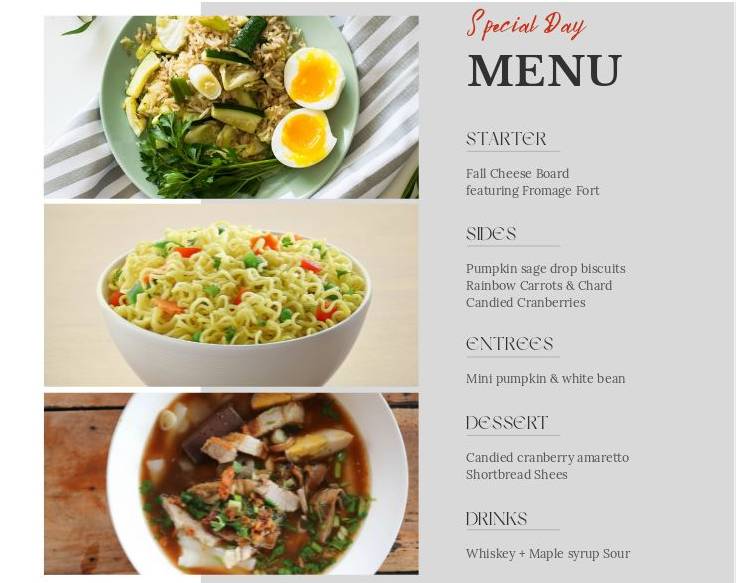 Special Day
MENU
STARTER
Fall Cheese Board
featuring Fromage Fort
SIDES
Pumpkin sage drop biscuits
Rainbow Carrots & Chard
Candied Cranberries
ENTREES
Mini pumpkin & white bean
DESSERT
Candied cranberry amaretto
Shortbread Shees
DRINKS
Whiskey + Maple syrup Sour